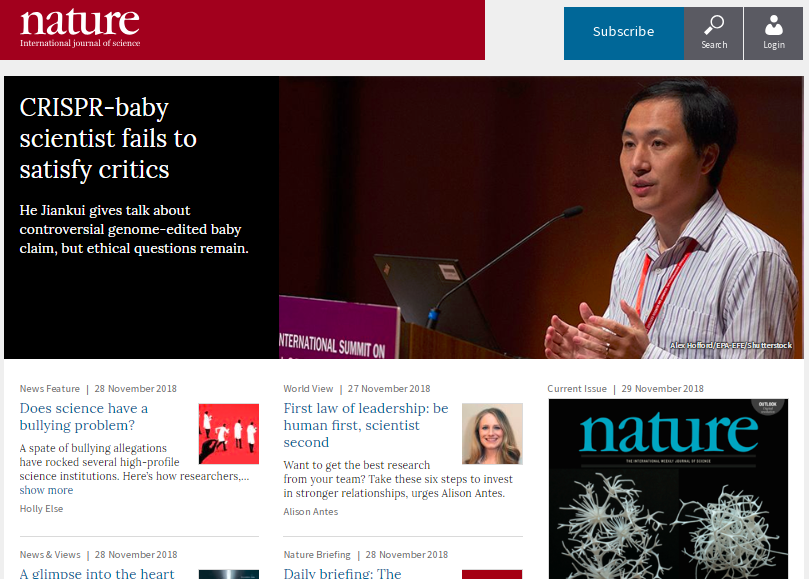 nature
International journal of science
Subscribe
Search
Login
CRISPR-baby
scientist fails to
satisfy critics
He Jiankui gives talk about
controversial genome-edited baby
claim, but ethical questions remain.
INTERNATIONAL SUMMIT ON
Alex Hofford/EPA-EFE/Shutterstock
News Feature | 28 November 2018
Does science have a
bullying problem?
A spate of bullying allegations
have rocked several high-profile
science institutions. Here's how researchers,...
show more
Holly Else
World View | 27 November 2018
First law of leadership: be
human first, scientist
second
Want to get the best research
from your team? Take these six steps to invest
in stronger relationships, urges Alison Antes.
Alison Antes
Current Issue | 29 November 2018
OUTLOOK
nature
THE INTERNATIONAL WEEKLY JOURNAL OF SCIENCE
News & Views | 28 November 2018
A glimpse into the heart
Nature Briefing | 28 November 2018
Daily briefing: The